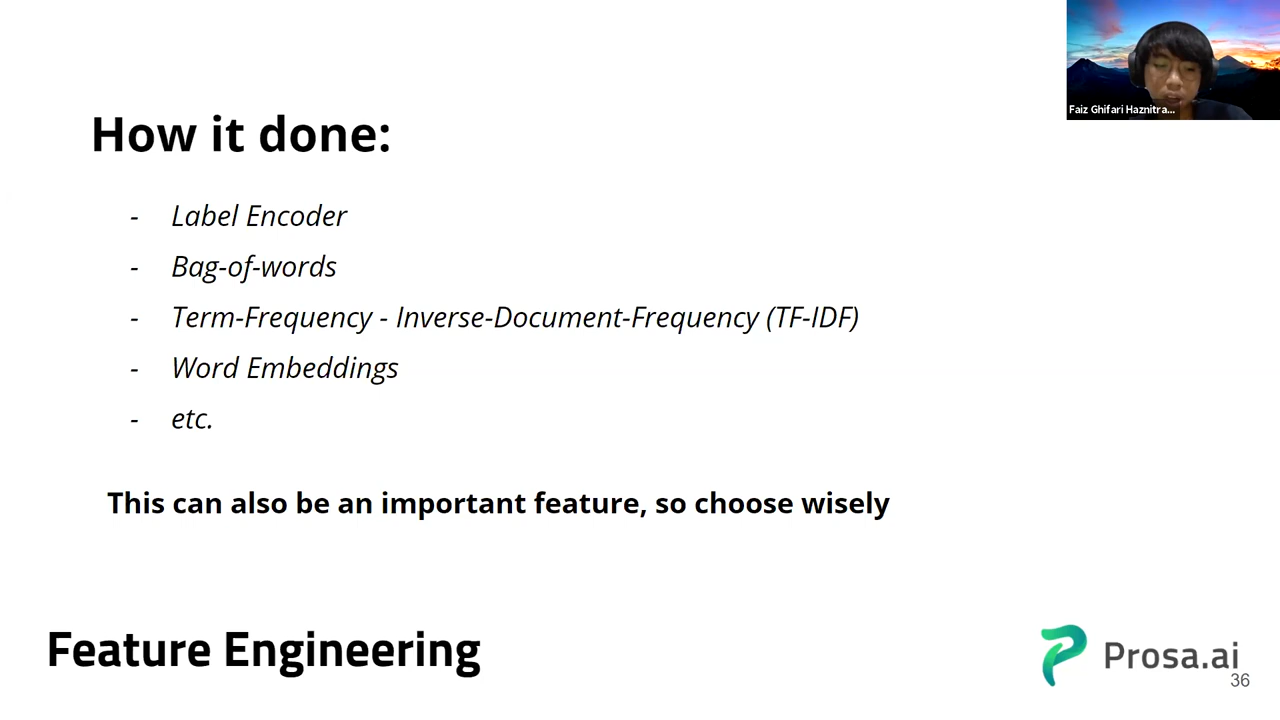 Faiz Ghifari Haznitra...
How it done:
- Label Encoder
- Bag-of-words
- Term-Frequency - Inverse-Document-Frequency (TF-IDF)
- Word Embeddings
- etc.
This can also be an important feature, so choose wisely
Feature Engineering
Prosa.ai
36